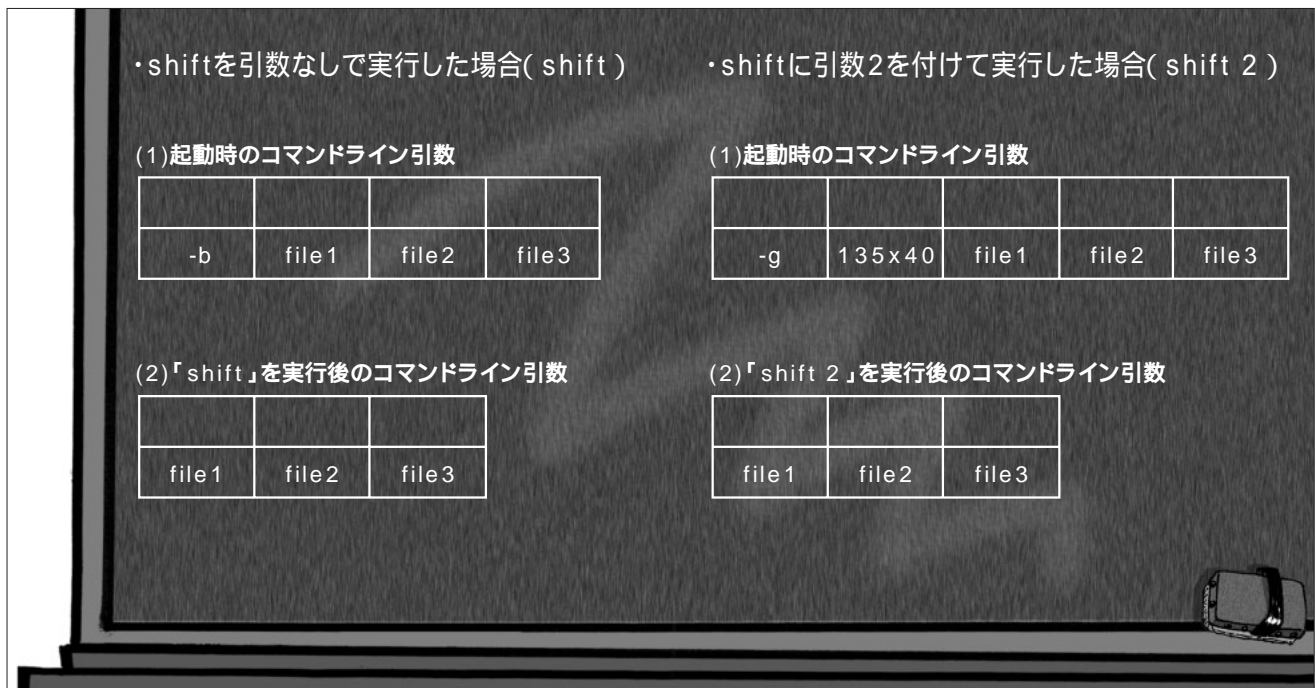 ・shiftを引数なしで実行した場合(shift)
(1)起動時のコマンドライン引数
-b file1 file2 file3
(2)「shift」を実行後のコマンドライン引数
file1 file2 file3
・shiftに引数2を付けて実行した場合(shift 2)
(1)起動時のコマンドライン引数
-g 135x40 file1 file2 file3
(2)「shift 2」を実行後のコマンドライン引数
file1 file2 file3